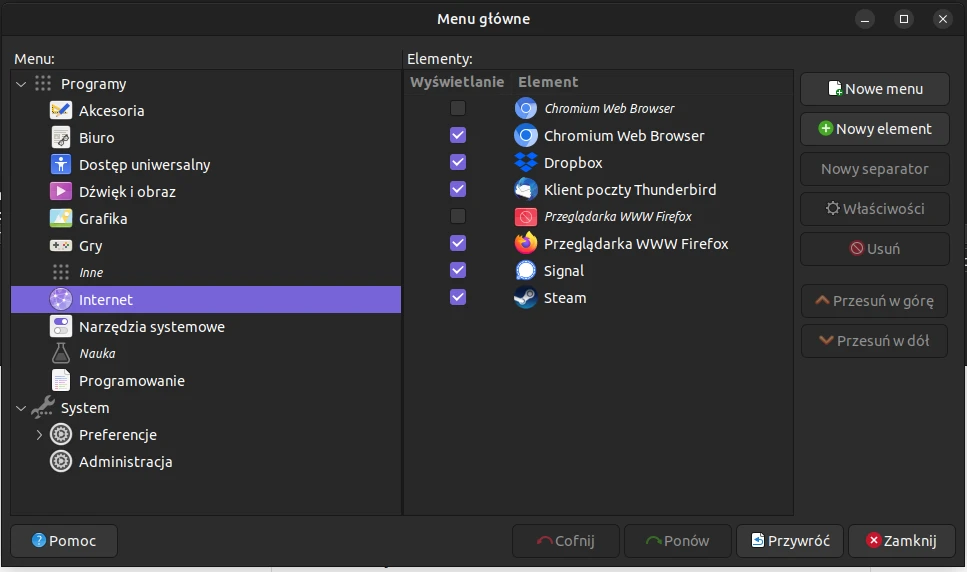 Menu główne
Menu:
Programy
Akcesoria
Biuro
Dostęp uniwersalny
Dźwięk i obraz
Grafika
Gry
Inne
Internet
Narzędzia systemowe
Nauka
Programowanie
System
Preferencje
Administracja
Elementy:
Wyświetlanie Element
Chromium Web Browser
Chromium Web Browser
Dropbox
Klient poczty Thunderbird
Przeglądarka WWW Firefox
Przeglądarka WWW Firefox
Signal
Steam
Nowe menu
Nowy element
Nowy separator
Właściwości
Usuń
Przesuń w górę
Przesuń w dół
Pomoc
Cofnij
Ponów
Przywróć
Zamknij